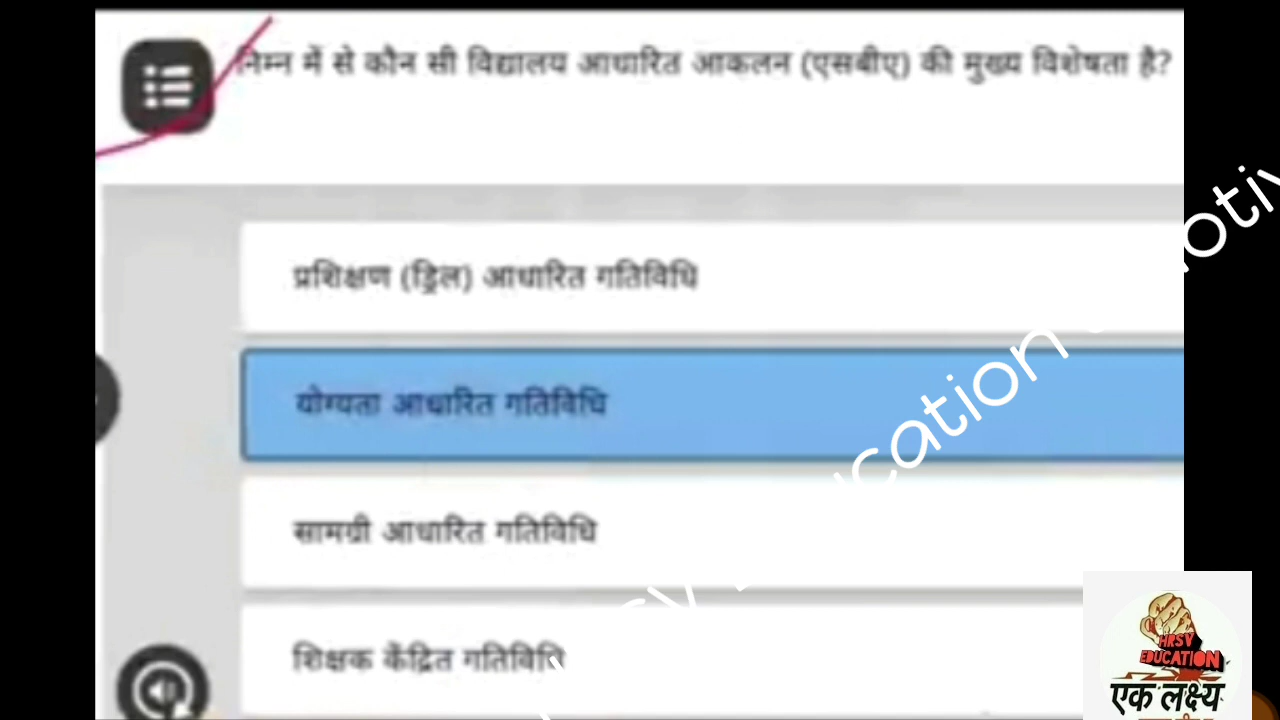 निम्न में से कौन सी विद्यालय आधारित आकलन (एसबीए) की मुख्य विशेषता है?
प्रशिक्षण (ड्रिल) आधारित गतिविधि
योग्यता आधारित गतिविधि
सामग्री आधारित गतिविधि
शिक्षक केंद्रित गतिविधि
HRSV
EDUCATION
एक लक्ष्य